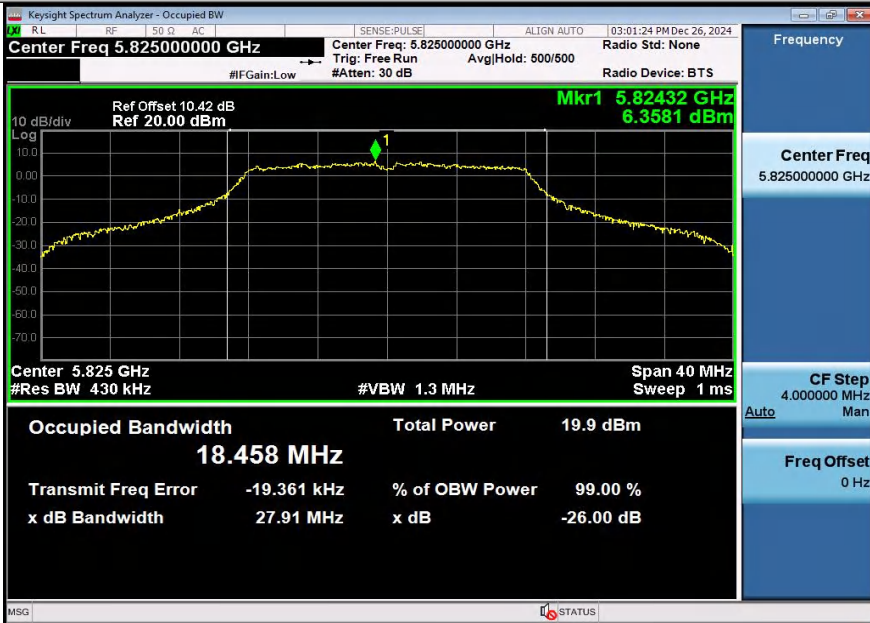 Keysight Spectrum Analyzer - Occupied BW
LXI RL RF 50 Ω AC SENSE:PULSE ALIGN AUTO 03:01:24 PM Dec 26, 2024
Center Freq 5.825000000 GHz
Center Freq: 5.825000000 GHz
Radio Std: None
Trig: Free Run
Avg|Hold: 500/500
#IFGain:Low
#Atten: 30 dB
Radio Device: BTS
Ref Offset 10.42 dB
Mkr1 5.82432 GHz
10 dB/div
Ref 20.00 dBm
6.3581 dBm
Log
1
10.0
0.00
-10.0
-20.0
-30.0
-40.0
-50.0
-60.0
-70.0
Center 5.825 GHz
Span 40 MHz
#Res BW 430 kHz
#VBW 1.3 MHz
Sweep 1 ms
Occupied Bandwidth
Total Power 19.9 dBm
18.458 MHz
Transmit Freq Error -19.361 kHz
% of OBW Power 99.00 %
x dB Bandwidth 27.91 MHz
x dB -26.00 dB
MSG
STATUS
Frequency
Center Freq
5.825000000 GHz
CF Step
4.000000 MHz
Auto Man
Freq Offset
0 Hz